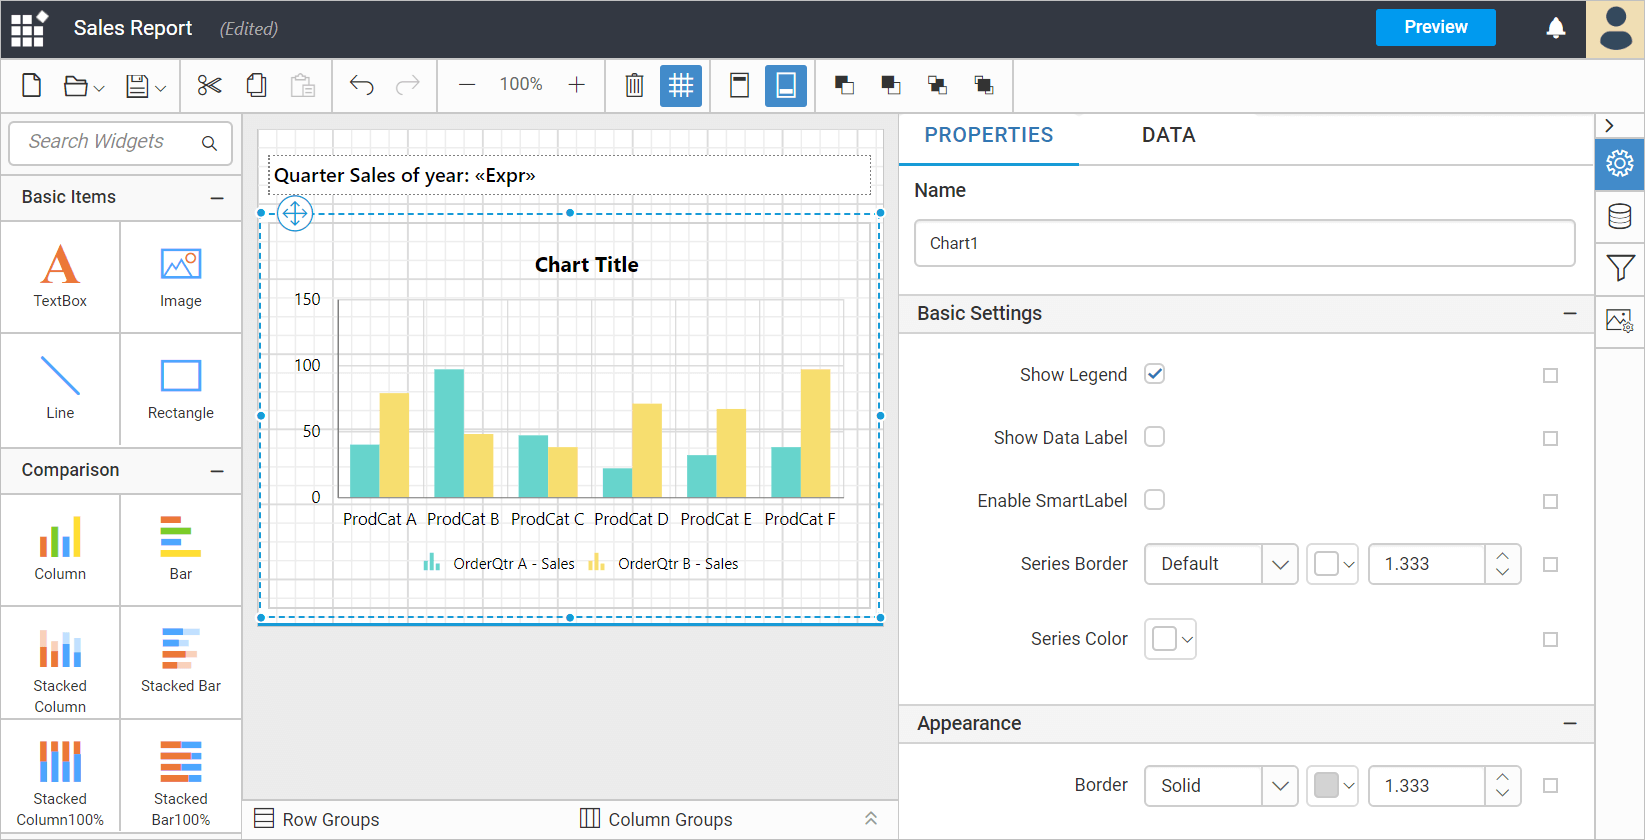 Sales Report (Edited)
Preview
100%
Search Widgets
Basic Items
TextBox
Image
Line
Rectangle
Comparison
Column
Bar
Stacked
Column
Stacked Bar
Stacked
Column100%
Stacked
Bar100%
Quarter Sales of year: «Expr»
Chart Title
150
100
50
0
ProdCat A ProdCat B ProdCat C ProdCat D ProdCat E ProdCat F
OrderQtr A - Sales OrderQtr B - Sales
Row Groups
Column Groups
PROPERTIES
DATA
Name
Chart1
Basic Settings
Show Legend
Show Data Label
Enable SmartLabel
Series Border Default 1.333
Series Color
Appearance
Border Solid 1.333